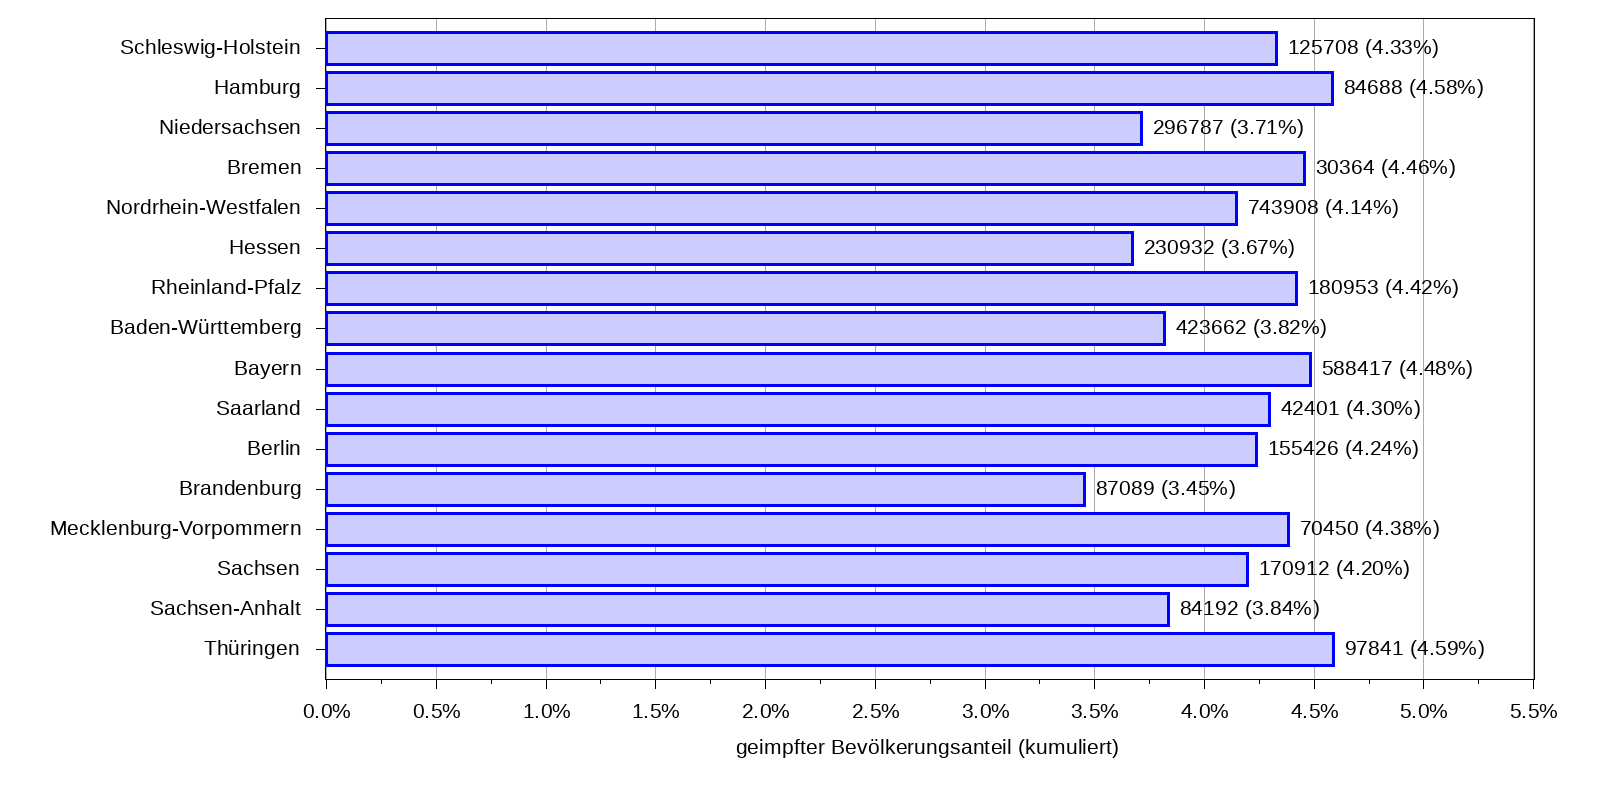 Schleswig-Holstein 125708 (4.33%)
Hamburg 84688 (4.58%)
Niedersachsen 296787 (3.71%)
Bremen 30364 (4.46%)
Nordrhein-Westfalen 743908 (4.14%)
Hessen 230932 (3.67%)
Rheinland-Pfalz 180953 (4.42%)
Baden-Württemberg 423662 (3.82%)
Bayern 588417 (4.48%)
Saarland 42401 (4.30%)
Berlin 155426 (4.24%)
Brandenburg 87089 (3.45%)
Mecklenburg-Vorpommern 70450 (4.38%)
Sachsen 170912 (4.20%)
Sachsen-Anhalt 84192 (3.84%)
Thüringen 97841 (4.59%)
0.0% 0.5% 1.0% 1.5% 2.0% 2.5% 3.0% 3.5% 4.0% 4.5% 5.0% 5.5%
geimpfter Bevölkerungsanteil (kumuliert)